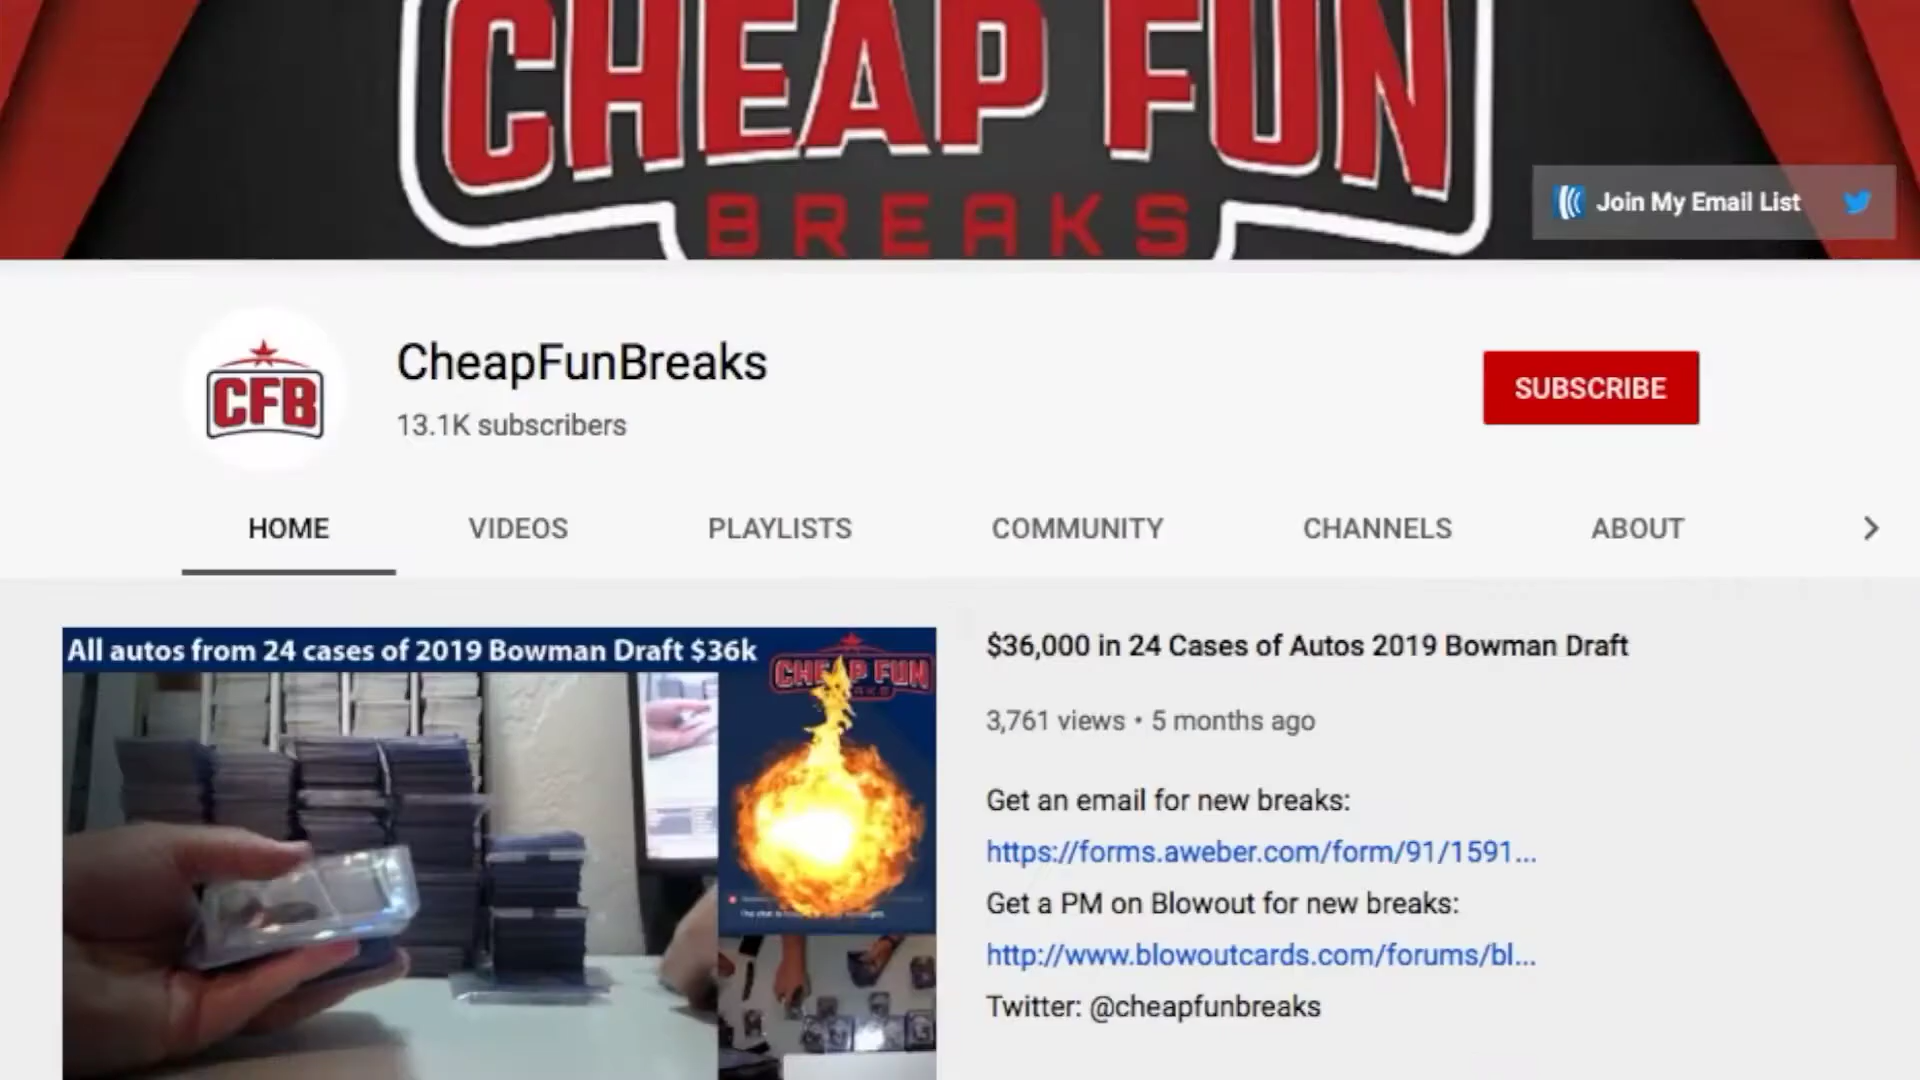 CHEAP FUN
BREAKS
Join My Email List
CFB
CheapFunBreaks
13.1K subscribers
SUBSCRIBE
HOME
VIDEOS
PLAYLISTS
COMMUNITY
CHANNELS
ABOUT
All autos from 24 cases of 2019 Bowman Draft $36k
CHEAP FUN
$36,000 in 24 Cases of Autos 2019 Bowman Draft
3,761 views • 5 months ago
Get an email for new breaks:
https://forms.aweber.com/form/91/1591...
Get a PM on Blowout for new breaks:
http://www.blowoutcards.com/forums/bl...
Twitter: @cheapfunbreaks